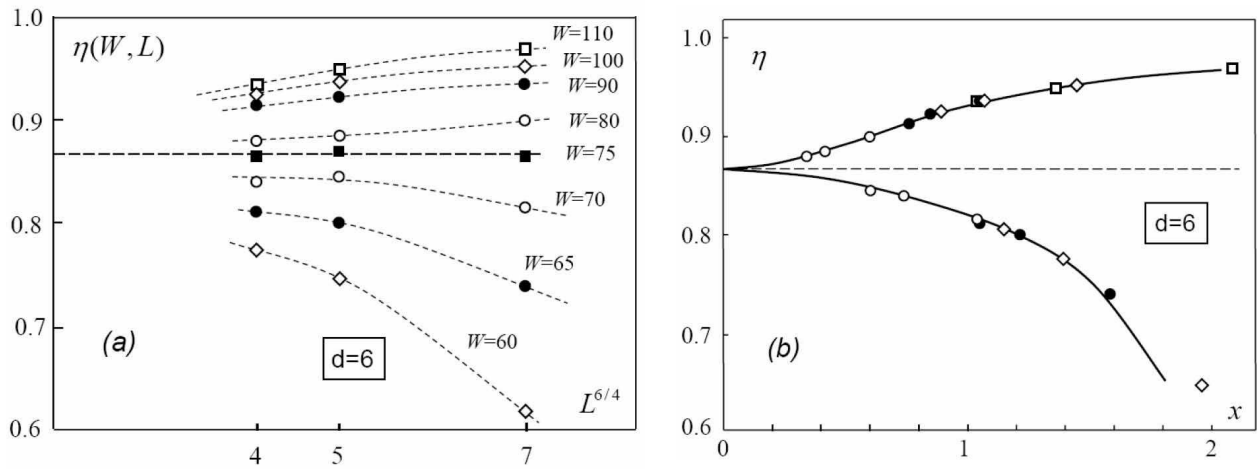 1.0
η(W, L)
W=110
W=100
W=90
0.9
W=80
W=75
W=70
0.8
W=65
0.7
(a)
W=60
d=6
L^{6/4}
0.6
4 5 7
1.0
η
0.9
d=6
0.8
0.7
(b)
x
0.6
0 1 2